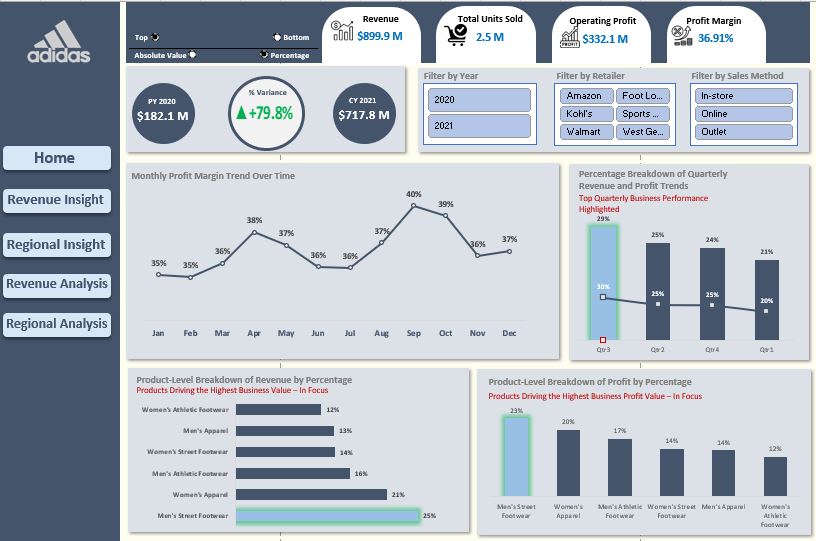 adidas
Home
Revenue Insight
Regional Insight
Revenue Analysis
Regional Analysis
Top
Bottom
Absolute Value
Percentage
Revenue
$899.9 M
Total Units Sold
2.5 M
Operating Profit
$332.1 M
PROFIT
Profit Margin
36.91%
PY 2020
$182.1 M
% Variance
▲+79.8%
CY 2021
$717.8 M
Filter by Year
2020
2021
Filter by Retailer
Amazon
Foot Lo...
Kohl's
Sports ...
Walmart
West Ge...
Filter by Sales Method
In-store
Online
Outlet
Monthly Profit Margin Trend Over Time
35%
35%
36%
38%
37%
36%
36%
37%
40%
39%
36%
37%
Jan
Feb
Mar
Apr
May
Jun
Jul
Aug
Sep
Oct
Nov
Dec
Percentage Breakdown of Quarterly
Revenue and Profit Trends
Top Quarterly Business Performance
Highlighted
29%
25%
24%
21%
30%
25%
25%
20%
Qtr3
Qtr2
Qtr4
Qtr1
Product-Level Breakdown of Revenue by Percentage
Products Driving the Highest Business Value – In Focus
Women's Athletic Footwear
12%
Men's Apparel
13%
Women's Street Footwear
14%
Men's Athletic Footwear
16%
Women's Apparel
21%
Men's Street Footwear
25%
Product-Level Breakdown of Profit by Percentage
Products Driving the Highest Business Profit Value – In Focus
23%
20%
17%
14%
14%
12%
Men's Street
Footwear
Women's
Apparel
Men's Athletic
Footwear
Women's Street
Footwear
Men's Apparel
Women's
Athletic
Footwear